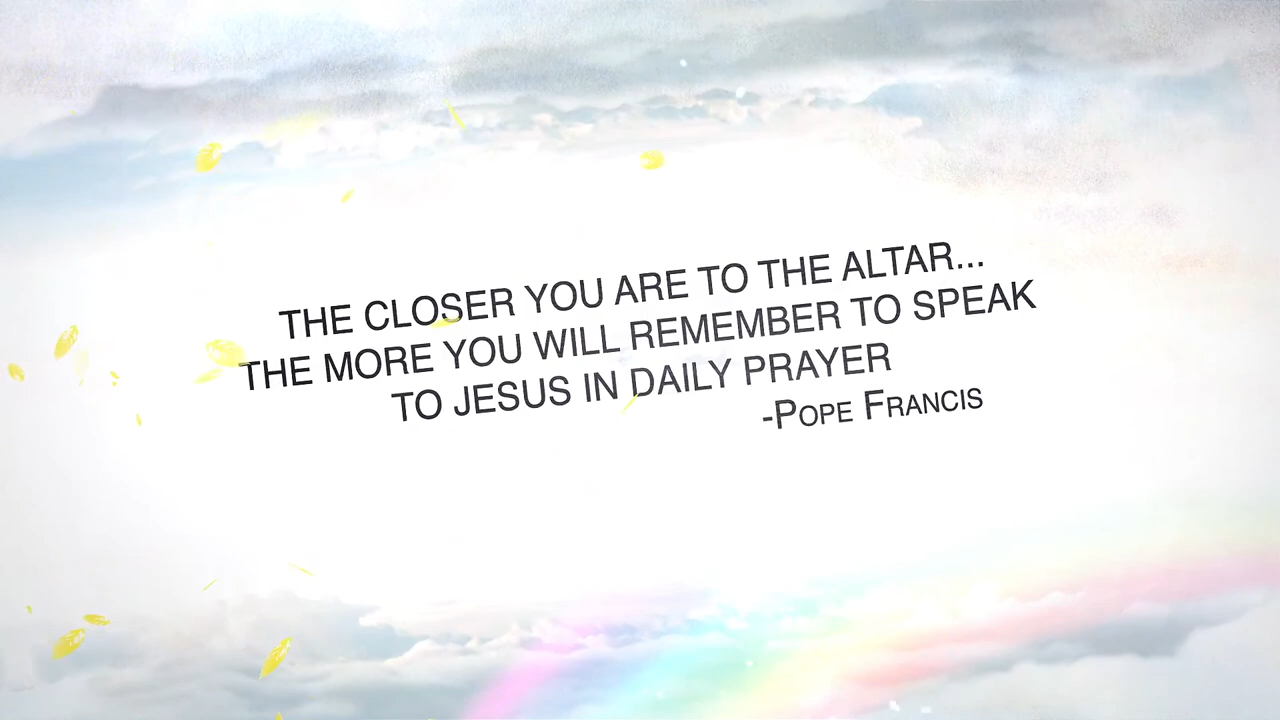 THE CLOSER YOU ARE TO THE ALTAR...
THE MORE YOU WILL REMEMBER TO SPEAK
TO JESUS IN DAILY PRAYER
-POPE FRANCIS